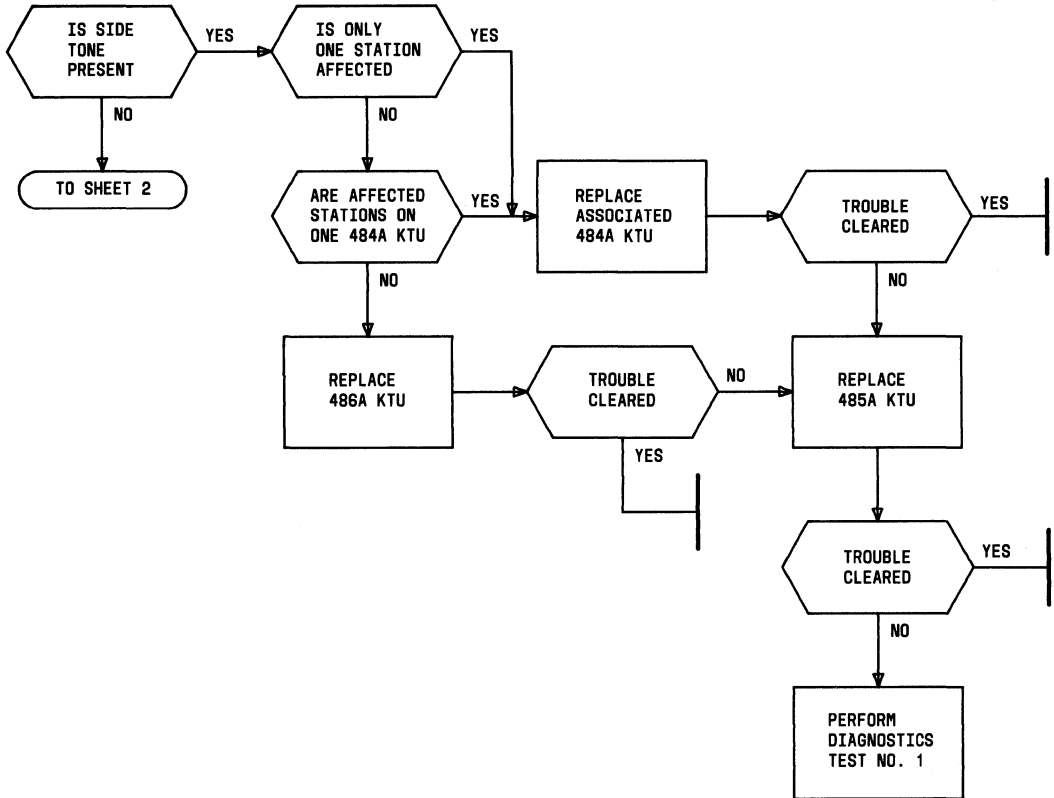 IS SIDE
TONE
PRESENT
YES
NO
TO SHEET 2
IS ONLY
ONE STATION
AFFECTED
YES
NO
ARE AFFECTED
STATIONS ON
ONE 484A KTU
YES
NO
REPLACE
ASSOCIATED
484A KTU
TROUBLE
CLEARED
YES
NO
REPLACE
486A KTU
TROUBLE
CLEARED
NO
YES
REPLACE
485A KTU
TROUBLE
CLEARED
YES
NO
PERFORM
DIAGNOSTICS
TEST NO. 1